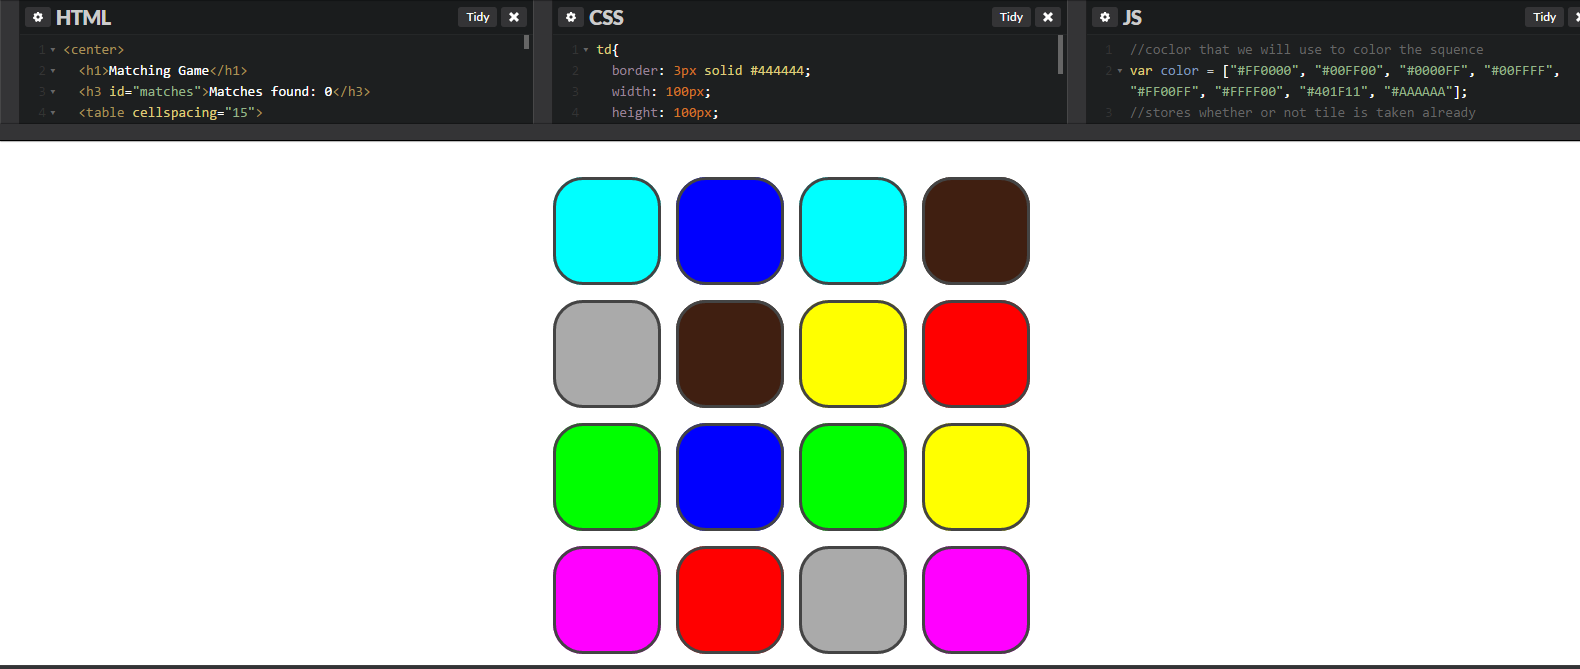 HTML
Tidy
1 <center>
2 <h1>Matching Game</h1>
3 <h3 id="matches">Matches found: 0</h3>
4 <table cellspacing="15">
CSS
Tidy
1 td{
2 border: 3px solid #444444;
3 width: 100px;
4 height: 100px;
JS
Tidy
1 //coclor that we will use to color the squence
2 var color = ["#FF0000", "#00FF00", "#0000FF", "#00FFFF",
"#FF00FF", "#FFFF00", "#401F11", "#AAAAAA"];
3 //stores whether or not tile is taken already